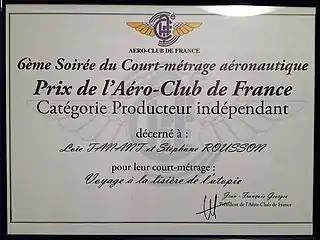 AERO-CLUB DE FRANCE
6ème Soirée du Court-métrage aéronautique
Prix de l'Aéro-Club de France
Catégorie Producteur indépendant
décerné à :
Loïc TANANT et Stéphane ROUSSON
pour leur court-métrage :
Voyage à la lisière de l'utopie
Jean-François Georges
Président de l'Aéro-Club de France